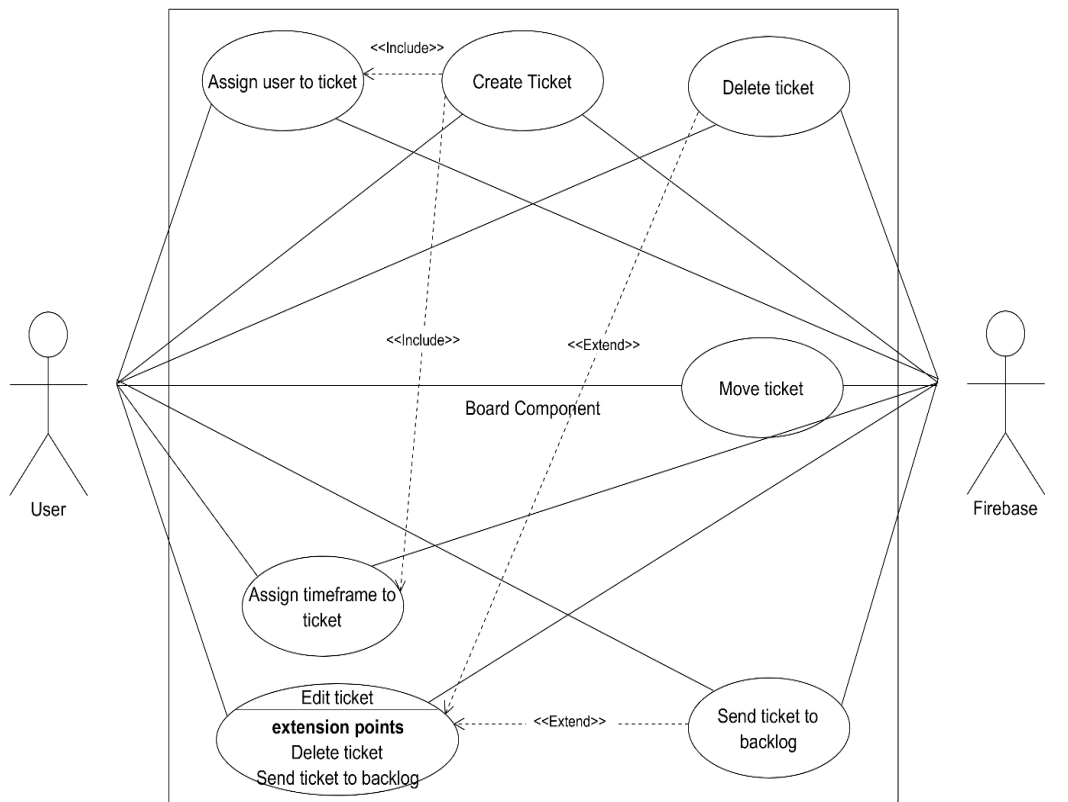 <<Include>>
Assign user to ticket
Create Ticket
Delete ticket
<<Include>>
<<Extend>>
Move ticket
Board Component
User
Firebase
Assign timeframe to
ticket
Edit ticket
extension points
Delete ticket
Send ticket to backlog
<<Extend>>
Send ticket to
backlog